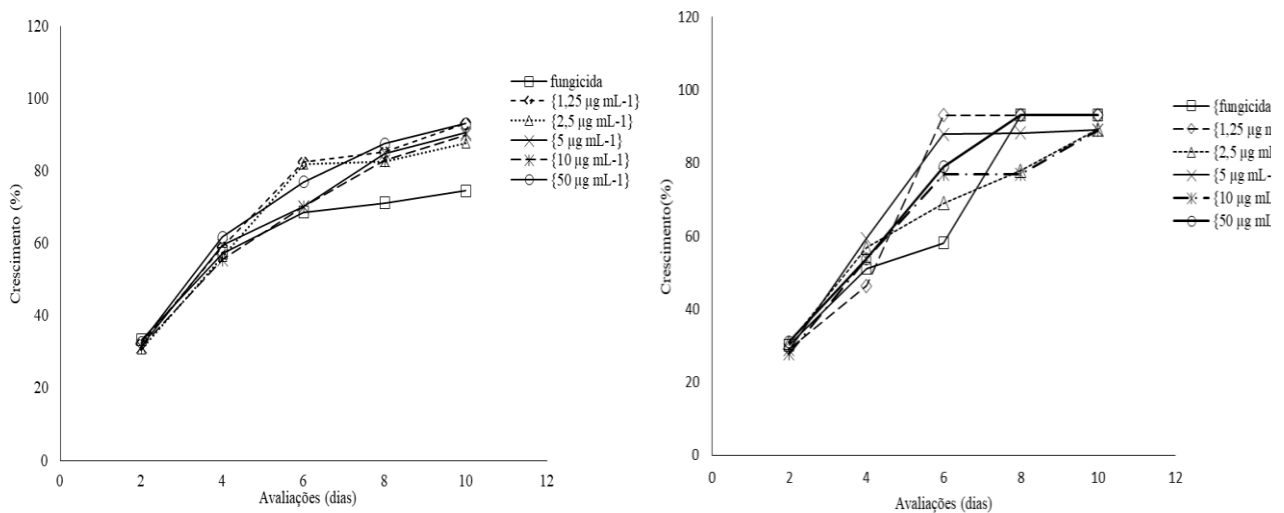 120
100
80
60
40
20
0
0 2 4 6 8 10 12
Crescimento (%)
Avaliações (dias)
fungicida
{1,25 µg mL-1}
{2,5 µg mL-1}
{5 µg mL-1}
{10 µg mL-1}
{50 µg mL-1}
120
100
80
60
40
20
0
0 2 4 6 8 10 12
Crescimento(%)
Avaliações (dias)
{fungicida
{1,25 µg m
{2,5 µg mL
{5 µg mL-
{10 µg mL
{50 µg mL